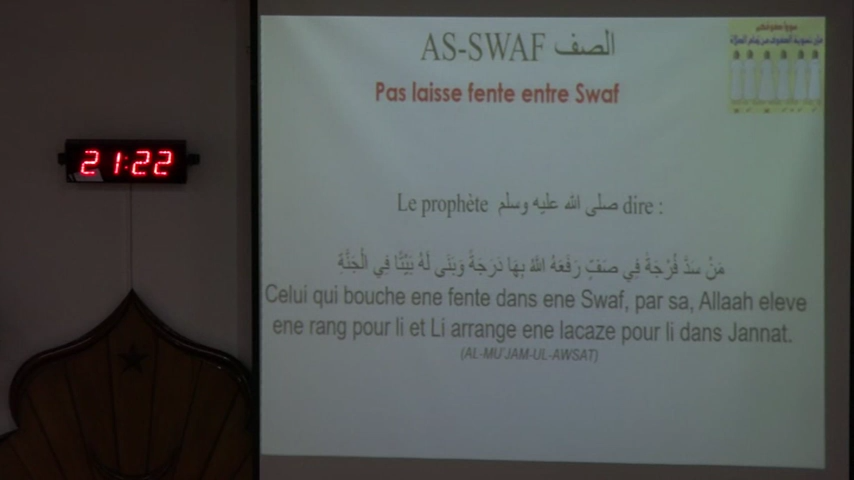 AS-SWAF الصف
Pas laisse fente entre Swaf
21:22
Le prophète صلى الله عليه وسلم dire :
مَنْ سَدَّ فُرْجَةً فِي صَفٍّ رَفَعَهُ اللهُ بِهَا دَرَجَةً وَبَنَى لَهُ بَيْتًا فِي الْجَنَّةِ
Celui qui bouche ene fente dans ene Swaf, par sa, Allaah eleve
ene rang pour li et Li arrange ene lacaze pour li dans Jannat.
(AL-MU'JAM-UL-AWSAT)